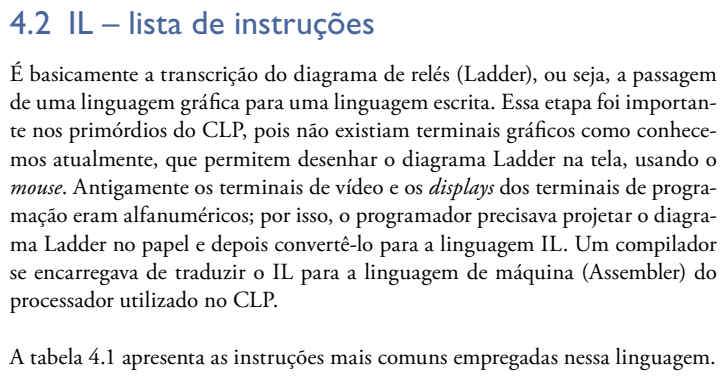 4.2 IL – lista de instruções
É basicamente a transcrição do diagrama de relés (Ladder), ou seja, a passagem
de uma linguagem gráfica para uma linguagem escrita. Essa etapa foi importan-
te nos primórdios do CLP, pois não existiam terminais gráficos como conhece-
mos atualmente, que permitem desenhar o diagrama Ladder na tela, usando o
mouse. Antigamente os terminais de vídeo e os displays dos terminais de progra-
mação eram alfanuméricos; por isso, o programador precisava projetar o diagra-
ma Ladder no papel e depois convertê-lo para a linguagem IL. Um compilador
se encarregava de traduzir o IL para a linguagem de máquina (Assembler) do
processador utilizado no CLP.
A tabela 4.1 apresenta as instruções mais comuns empregadas nessa linguagem.